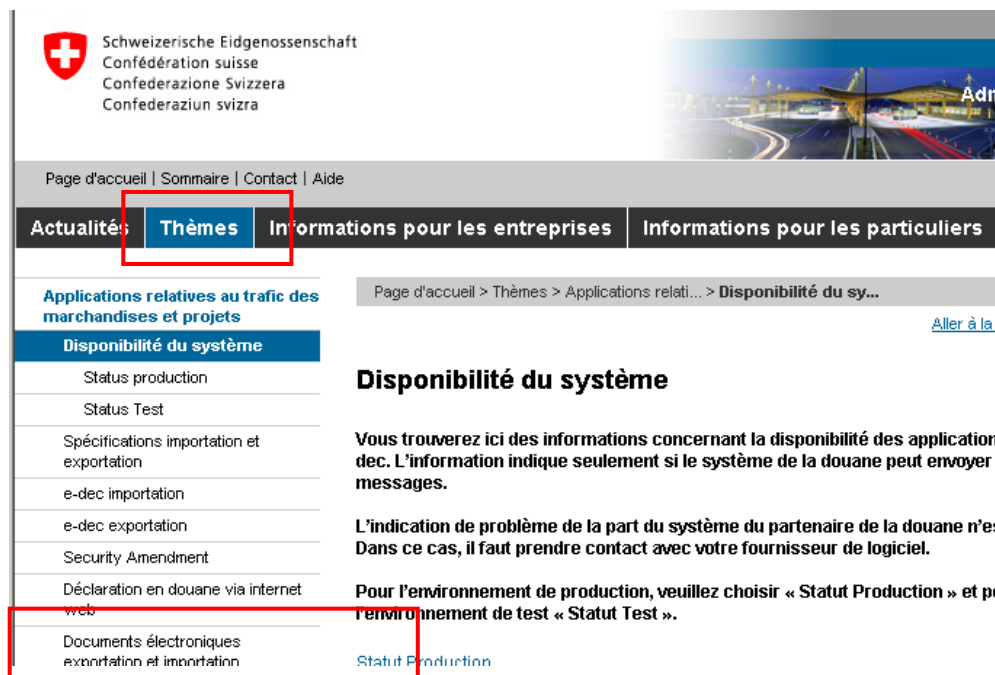 Schweizerische Eidgenossenschaft
Confédération suisse
Confederazione Svizzera
Confederaziun svizra
Adm
Page d'accueil | Sommaire | Contact | Aide
Actualités Thèmes Informations pour les entreprises Informations pour les particuliers
Applications relatives au trafic des
marchandises et projets
Disponibilité du système
Status production
Status Test
Spécifications importation et
exportation
e-dec importation
e-dec exportation
Security Amendment
Déclaration en douane via internet
web
Documents électroniques
exportation et importation
Page d'accueil > Thèmes > Applications relati... > Disponibilité du sy...
Aller à la
Disponibilité du système
Vous trouverez ici des informations concernant la disponibilité des application
dec. L'information indique seulement si le système de la douane peut envoyer
messages.
L'indication de problème de la part du système du partenaire de la douane n'es
Dans ce cas, il faut prendre contact avec votre fournisseur de logiciel.
Pour l'environnement de production, veuillez choisir « Statut Production » et po
l'environnement de test « Statut Test ».
Statut Production